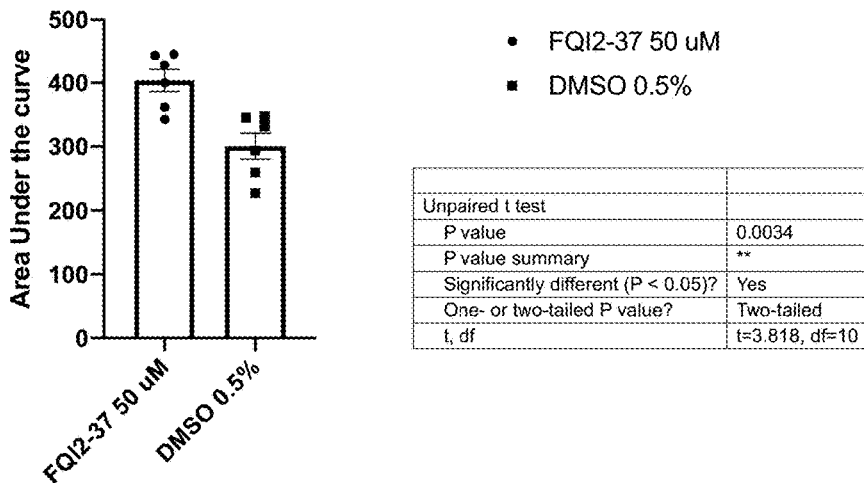 Area Under the curve
500
400
300
200
100
0
FQI2-37 50 uM
DMSO 0.5%
FQI2-37 50 uM
DMSO 0.5%
Unpaired t test
P value 0.0034
P value summary **
Significantly different (P < 0.05)? Yes
One- or two-tailed P value? Two-tailed
t, df t=3.818, df=10